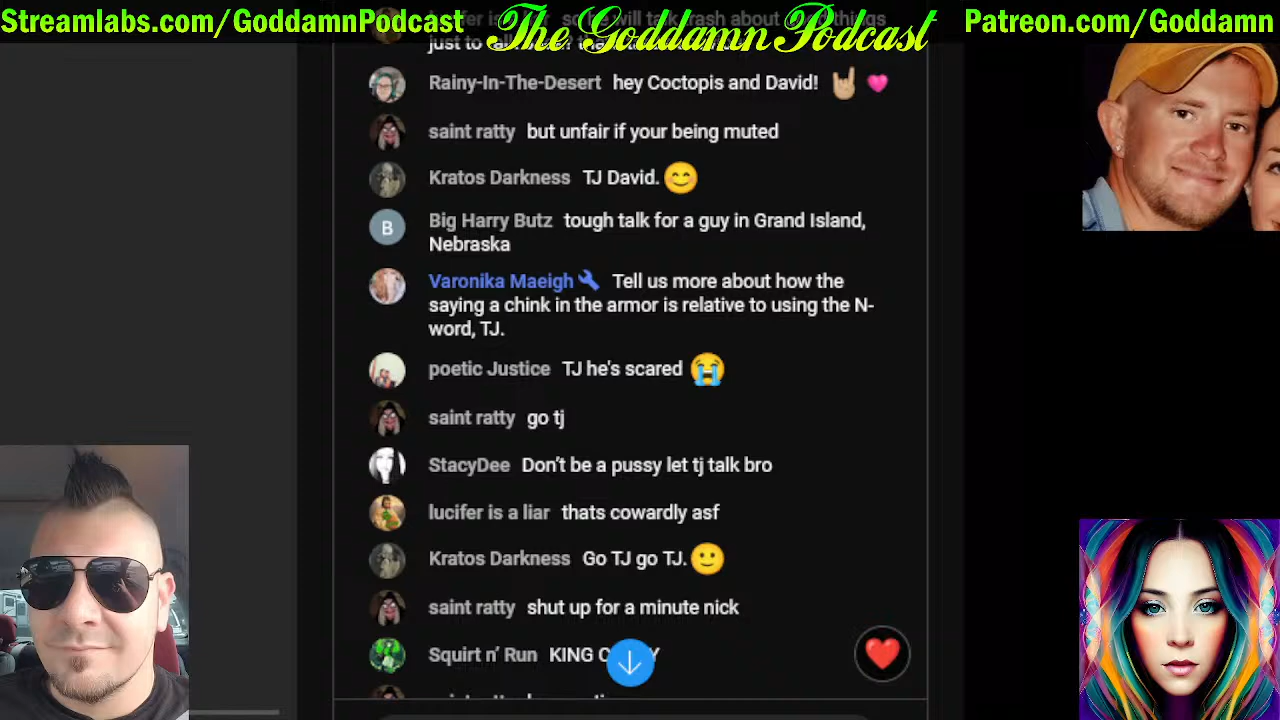 Streamlabs.com/GoddamnPodcast
The Goddamn Podcast
Patreon.com/Goddamn
Rainy-In-The-Desert hey Coctopis and David! 🤘🏼 💗
saint ratty but unfair if your being muted
Kratos Darkness TJ David. 😊
B Big Harry Butz tough talk for a guy in Grand Island,
Nebraska
Varonika Maeigh Tell us more about how the
saying a chink in the armor is relative to using the N-
word, TJ.
poetic Justice TJ he's scared 😭
saint ratty go tj
StacyDee Don't be a pussy let tj talk bro
lucifer is a liar thats cowardly asf
Kratos Darkness Go TJ go TJ. 🙂
saint ratty shut up for a minute nick
Squirt n' Run KING